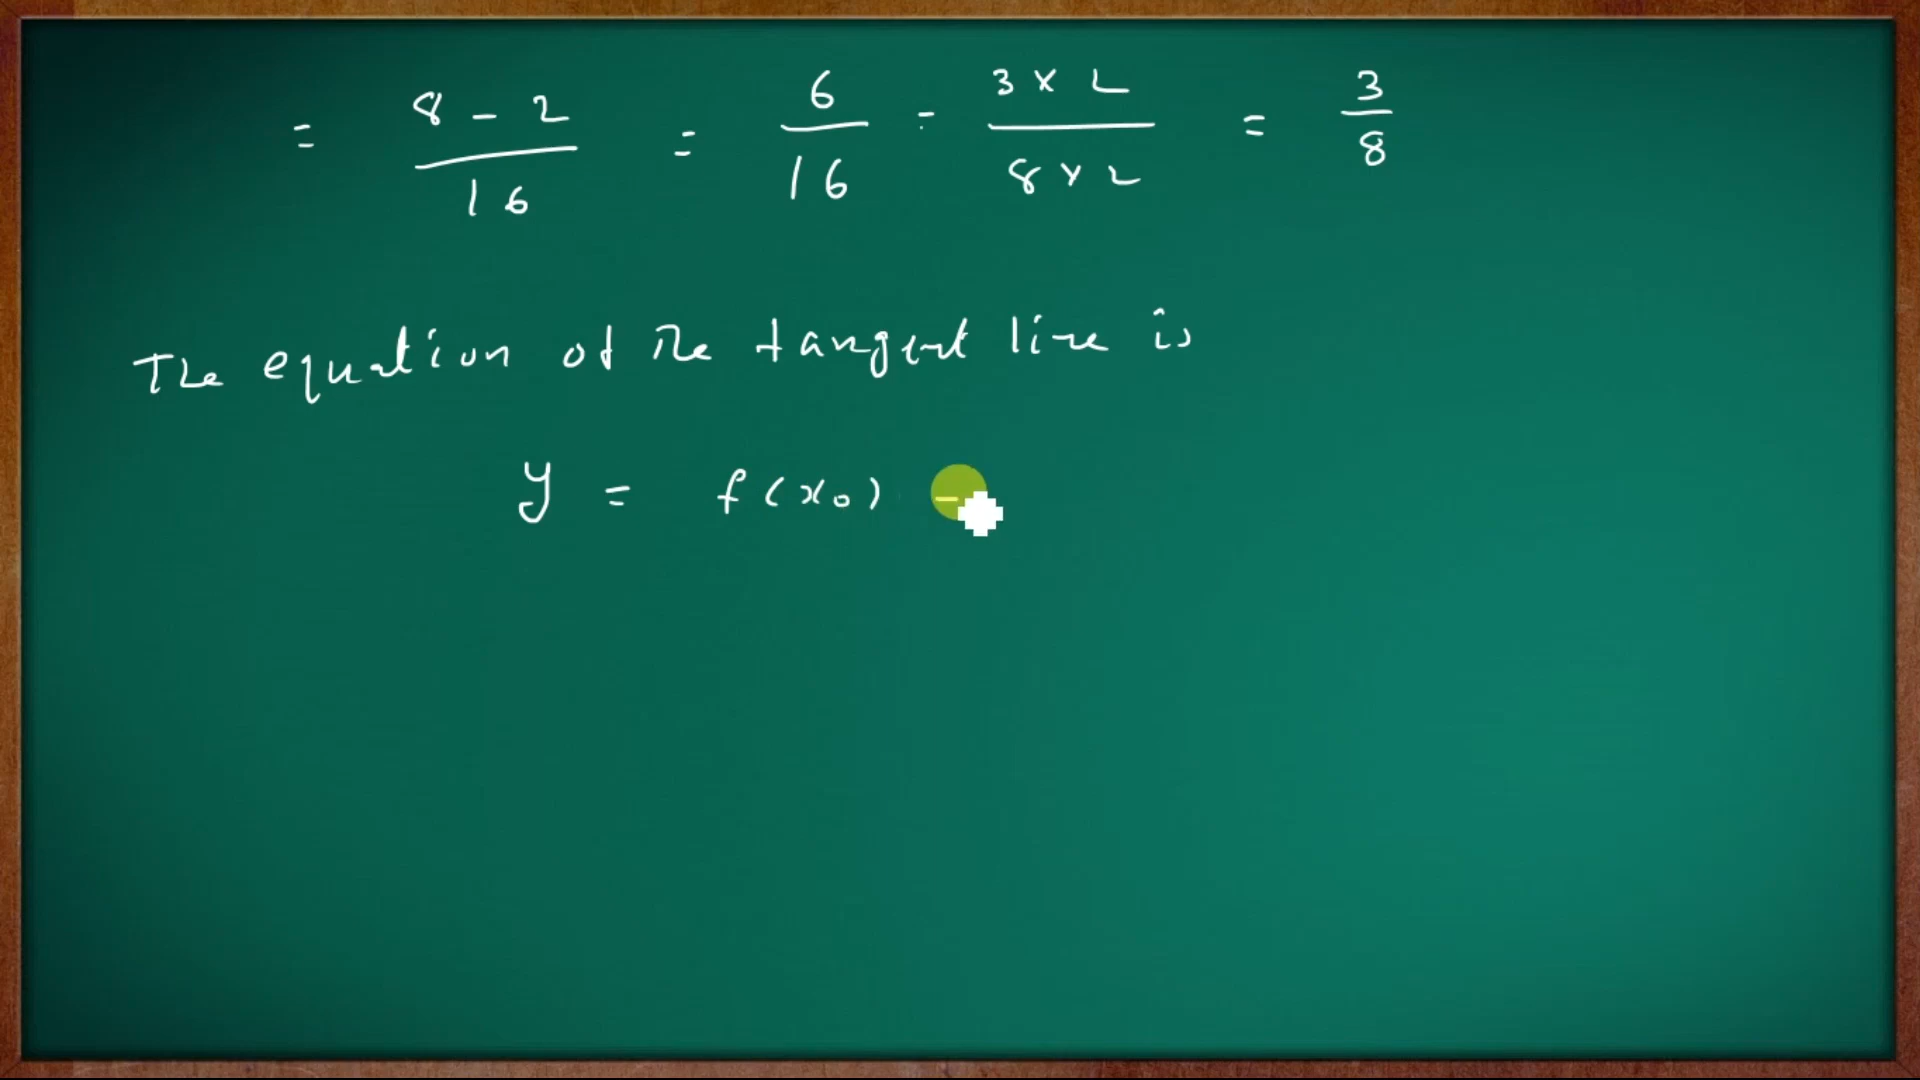 = 8 - 2 / 16 = 6 / 16 = 3 × 2 / 8 × 2 = 3 / 8
The equation of the tangent line is
y = f(x₀) -